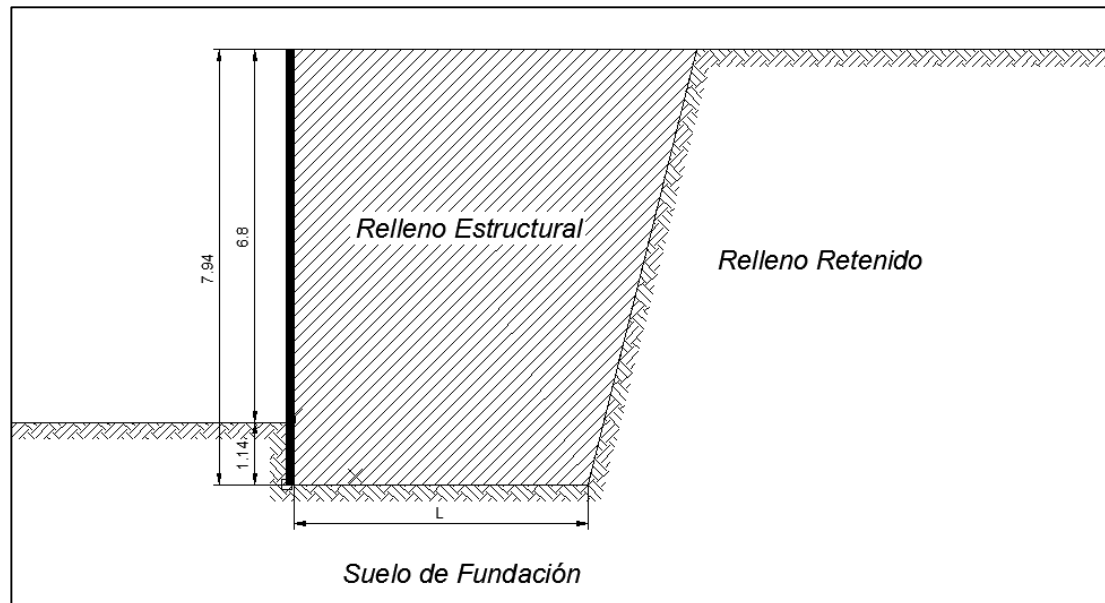 Relleno Estructural
Relleno Retenido
6.8
7.94
1.14
L
Suelo de Fundación